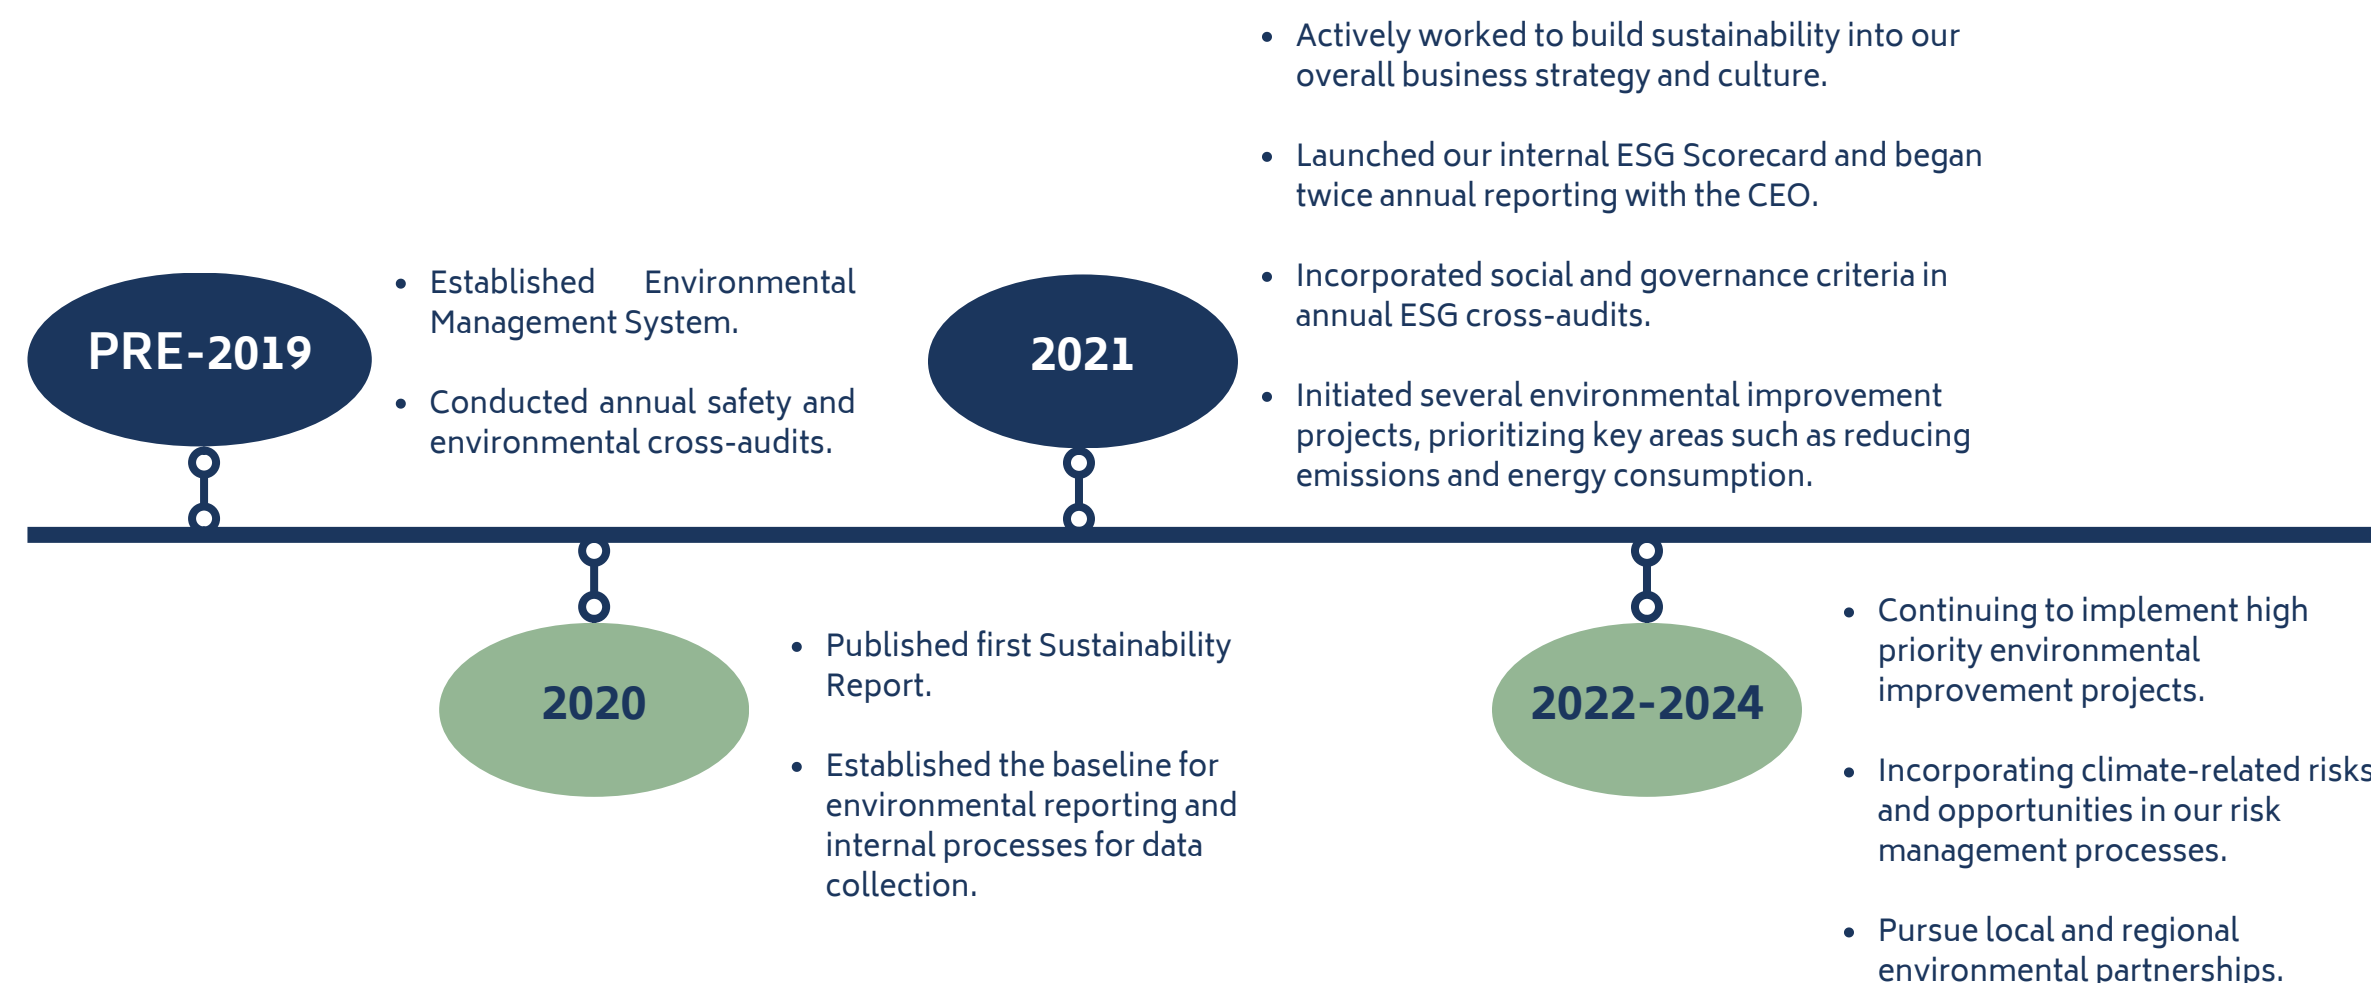 PRE-2019
• Established Environmental
Management System.
• Conducted annual safety and
environmental cross-audits.
2020
• Published first Sustainability
Report.
• Established the baseline for
environmental reporting and
internal processes for data
collection.
2021
• Actively worked to build sustainability into our
overall business strategy and culture.
• Launched our internal ESG Scorecard and began
twice annual reporting with the CEO.
• Incorporated social and governance criteria in
annual ESG cross-audits.
• Initiated several environmental improvement
projects, prioritizing key areas such as reducing
emissions and energy consumption.
2022-2024
• Continuing to implement high
priority environmental
improvement projects.
• Incorporating climate-related risks
and opportunities in our risk
management processes.
• Pursue local and regional
environmental partnerships.